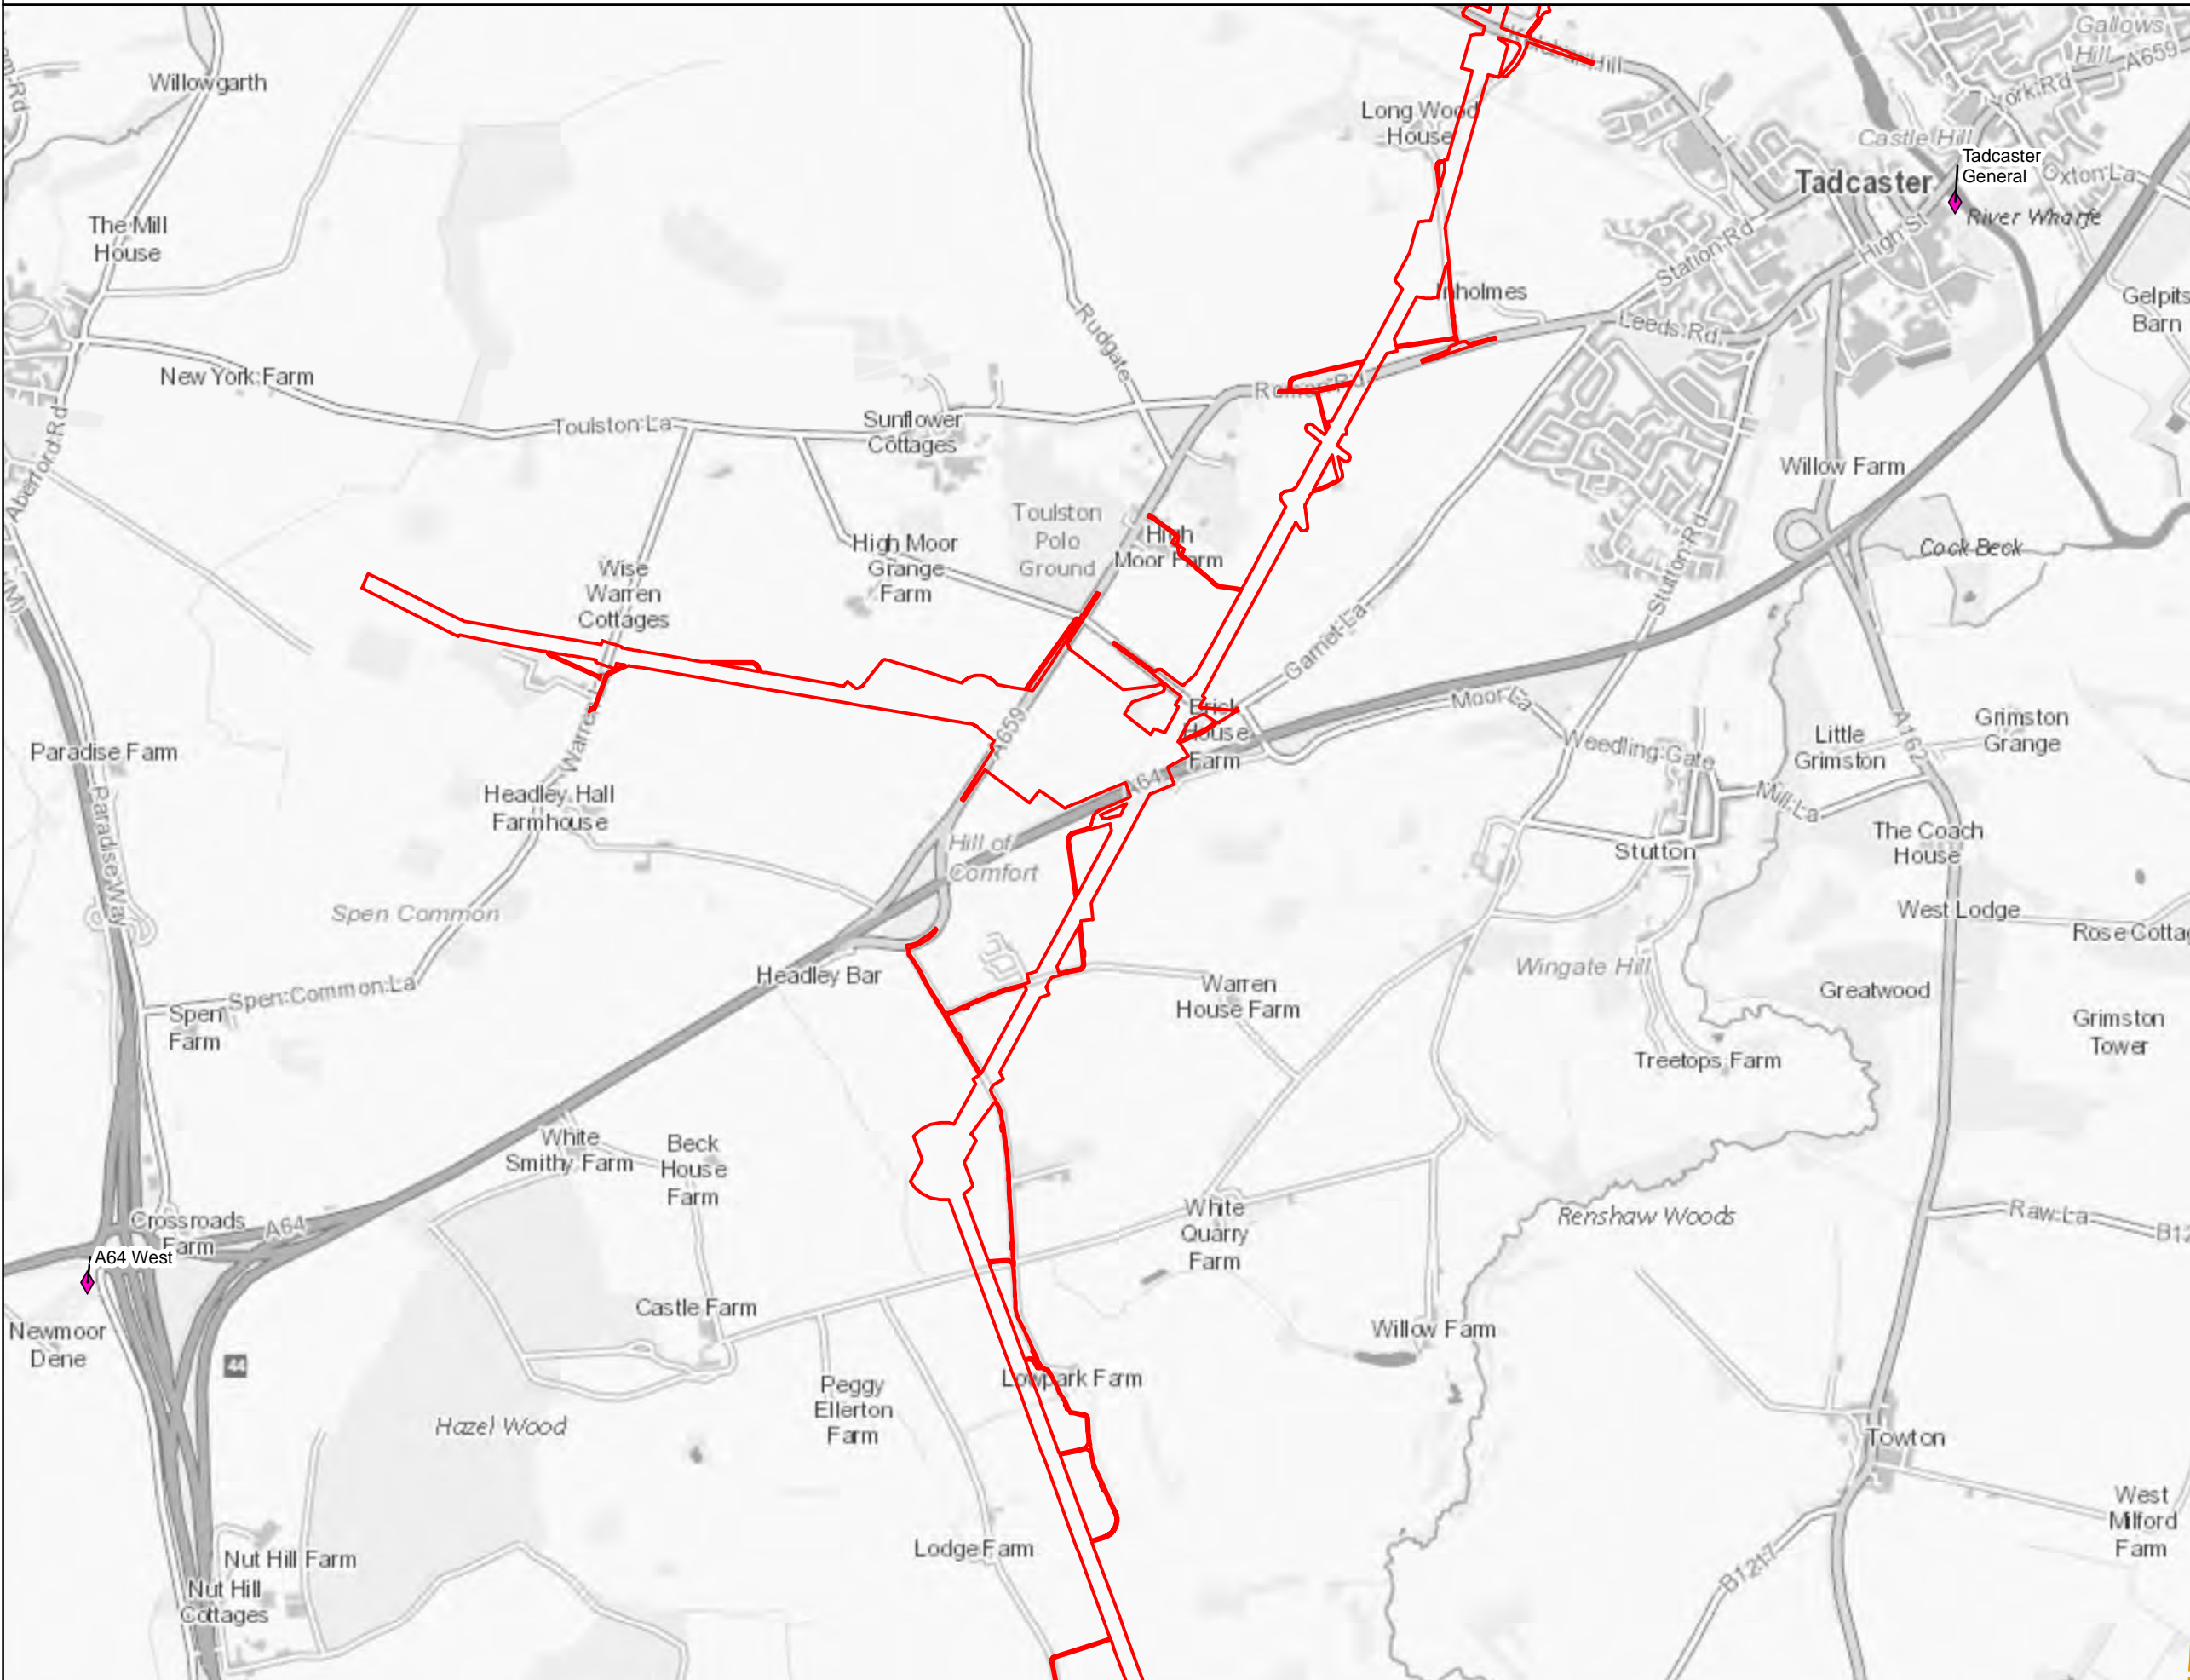 Gallows
Hill
A659
Willowgarth
York Rd
Long Wood
House
Castle Hill
Tadcaster
General
Tadcaster
Oxton La
River Wharfe
The Mill
House
High St
Station Rd
Inholmes
Gelpits
Barn
Leeds Rd
Rudgate
New York Farm
Roman Rd
Sunflower
Cottages
Toulston La
Aberford Rd
Willow Farm
Toulston
Polo
Ground
High
Moor Farm
High Moor
Grange
Farm
Cock Beck
Wise
Warren
Cottages
Stutton Rd
Garnet La
Moor La
Brick
House
Farm
A659
A162
Grimston
Grange
Little
Grimston
Weedling Gate
Paradise Farm
A64
Mill La
Headley Hall
Farmhouse
Paradise Way
The Coach
House
Stutton
Hill of
Comfort
Spen Common
West Lodge
Rose Cottag
Headley Bar
Wingate Hill
Warren
House Farm
Greatwood
Spen Common La
Spen
Farm
Grimston
Tower
Treetops Farm
White
Smithy Farm
Beck
House
Farm
White
Quarry
Farm
Renshaw Woods
Raw La
B12
Crossroads
Farm
A64
A64 West
Castle Farm
Newmoor
Dene
44
Willow Farm
Lowpark Farm
Peggy
Ellerton
Farm
Hazel Wood
Towton
West
Milford
Farm
Lodge Farm
Nut Hill Farm
B1217
Nut Hill
Cottages